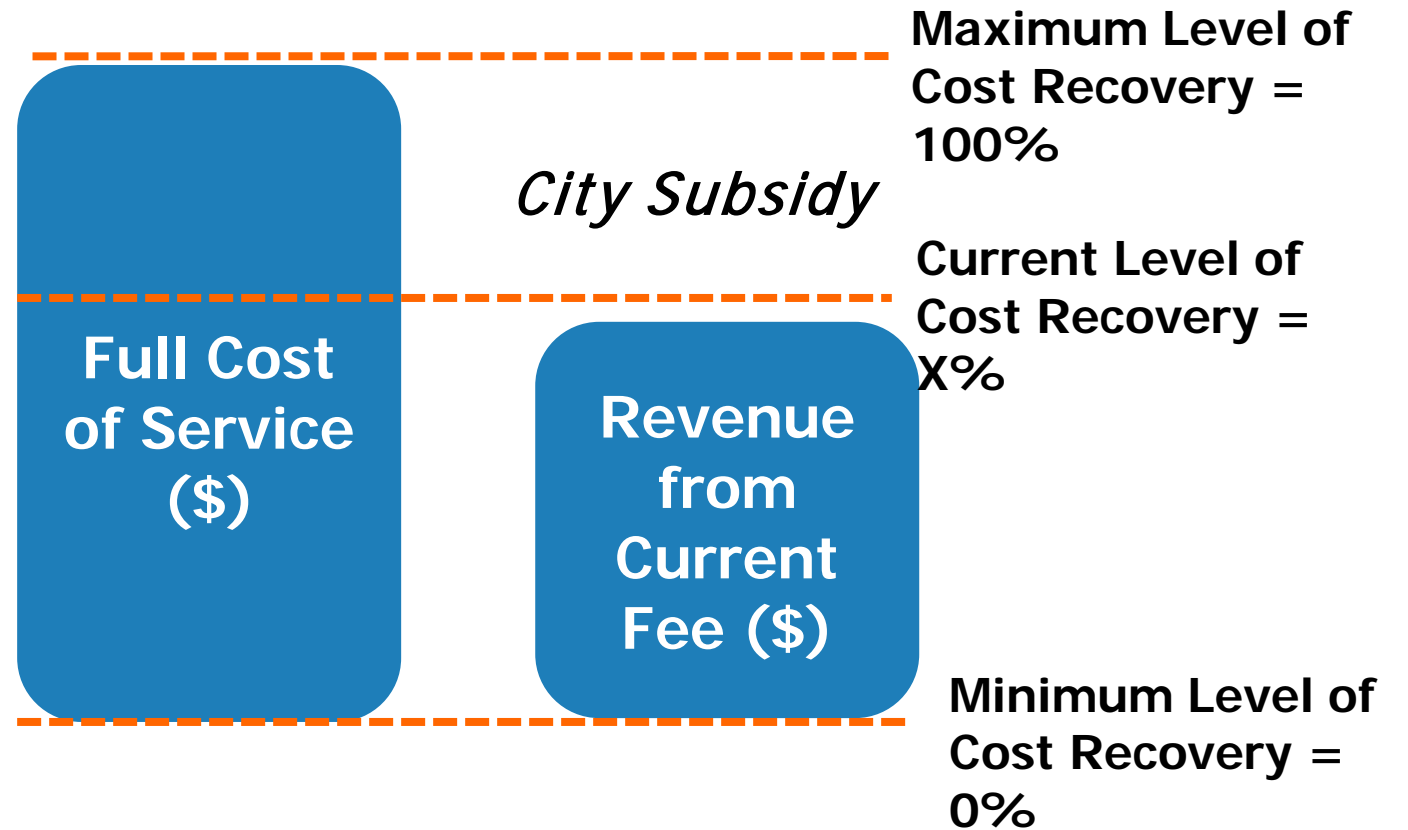 Maximum Level of
Cost Recovery =
100%
City Subsidy
Current Level of
Cost Recovery =
X%
Full Cost
of Service
($)
Revenue
from
Current
Fee ($)
Minimum Level of
Cost Recovery =
0%